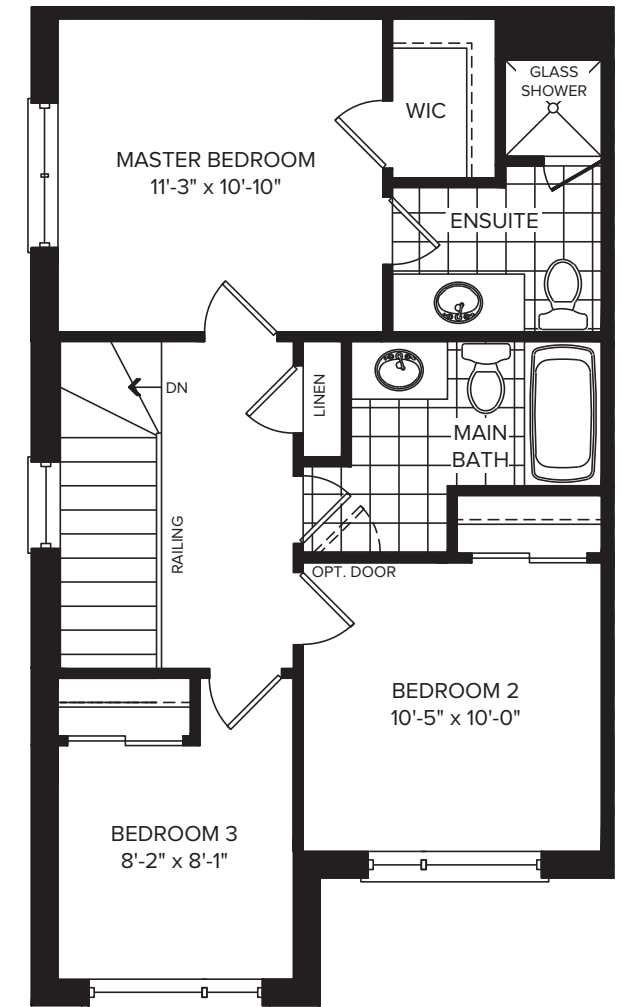 GLASS
SHOWER
WIC
MASTER BEDROOM
11'-3" x 10'-10"
ENSUITE
DN
LINEN
MAIN
BATH
RAILING
OPT. DOOR
BEDROOM 2
10'-5" x 10'-0"
BEDROOM 3
8'-2" x 8'-1"